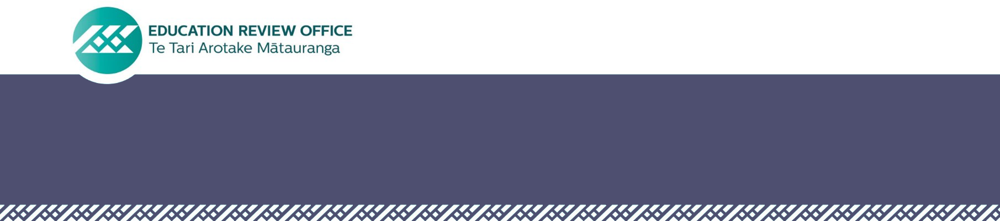 EDUCATION REVIEW OFFICE
Te Tari Arotake Mātauranga